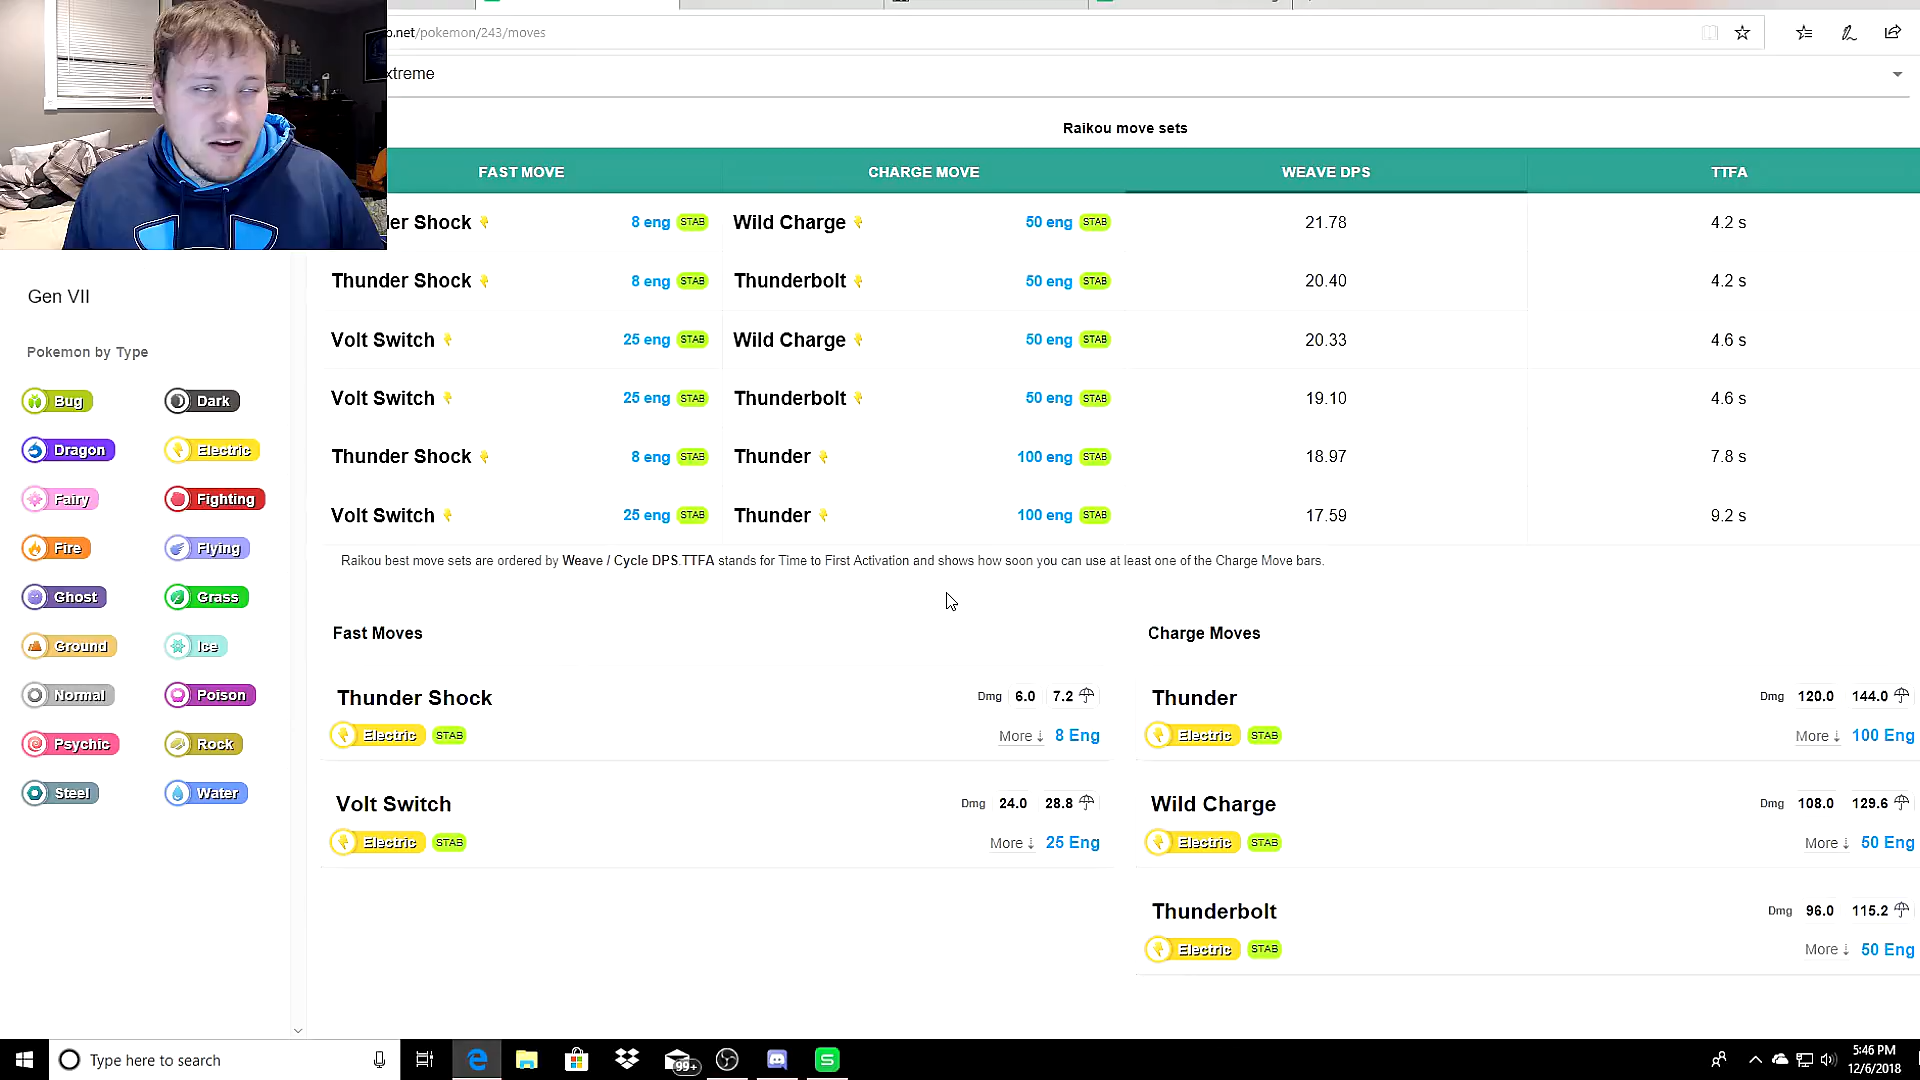 o.net/pokemon/243/moves
xtreme
Raikou move sets
FAST MOVE CHARGE MOVE WEAVE DPS TTFA
er Shock 8 eng STAB Wild Charge 50 eng STAB 21.78 4.2 s
Thunder Shock 8 eng STAB Thunderbolt 50 eng STAB 20.40 4.2 s
Volt Switch 25 eng STAB Wild Charge 50 eng STAB 20.33 4.6 s
Volt Switch 25 eng STAB Thunderbolt 50 eng STAB 19.10 4.6 s
Thunder Shock 8 eng STAB Thunder 100 eng STAB 18.97 7.8 s
Volt Switch 25 eng STAB Thunder 100 eng STAB 17.59 9.2 s
Raikou best move sets are ordered by Weave / Cycle DPS.TTFA stands for Time to First Activation and shows how soon you can use at least one of the Charge Move bars.
Gen VII
Pokemon by Type
Bug Dark
Dragon Electric
Fairy Fighting
Fire Flying
Ghost Grass
Ground Ice
Normal Poison
Psychic Rock
Steel Water
Fast Moves
Thunder Shock Dmg 6.0 7.2
Electric STAB More ↓ 8 Eng
Volt Switch Dmg 24.0 28.8
Electric STAB More ↓ 25 Eng
Charge Moves
Thunder Dmg 120.0 144.0
Electric STAB More ↓ 100 Eng
Wild Charge Dmg 108.0 129.6
Electric STAB More ↓ 50 Eng
Thunderbolt Dmg 96.0 115.2
Electric STAB More ↓ 50 Eng
Type here to search
99+
5:46 PM
12/6/2018